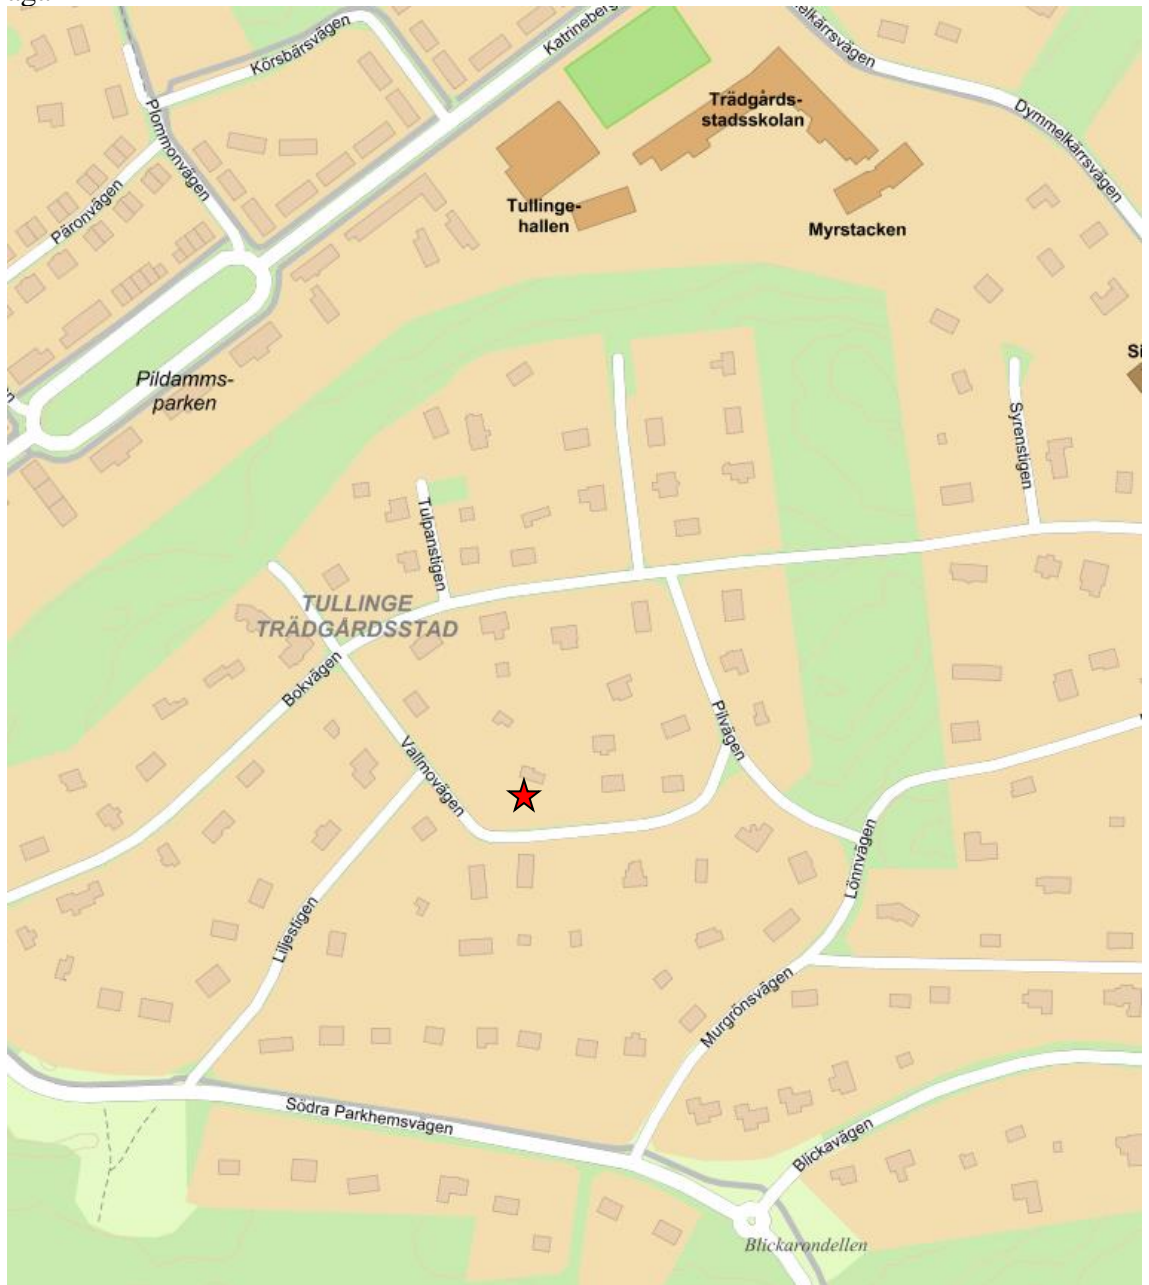 Katrineberg
Körsbärsvägen
Dymmelkärrsvägen
Trädgårds-
stadsskolan
Plommonvägen
Päronvägen
Tullinge-
hallen
Myrstacken
Si
Pildamms-
parken
Syrenstigen
Tulpanstigen
TULLINGE
TRÄDGÅRDSSTAD
Bokvägen
Pilvägen
Vallmovägen
Lönnvägen
Liljestigen
Murgrönsvägen
Södra Parkhemsvägen
Blickavägen
Blickarondellen